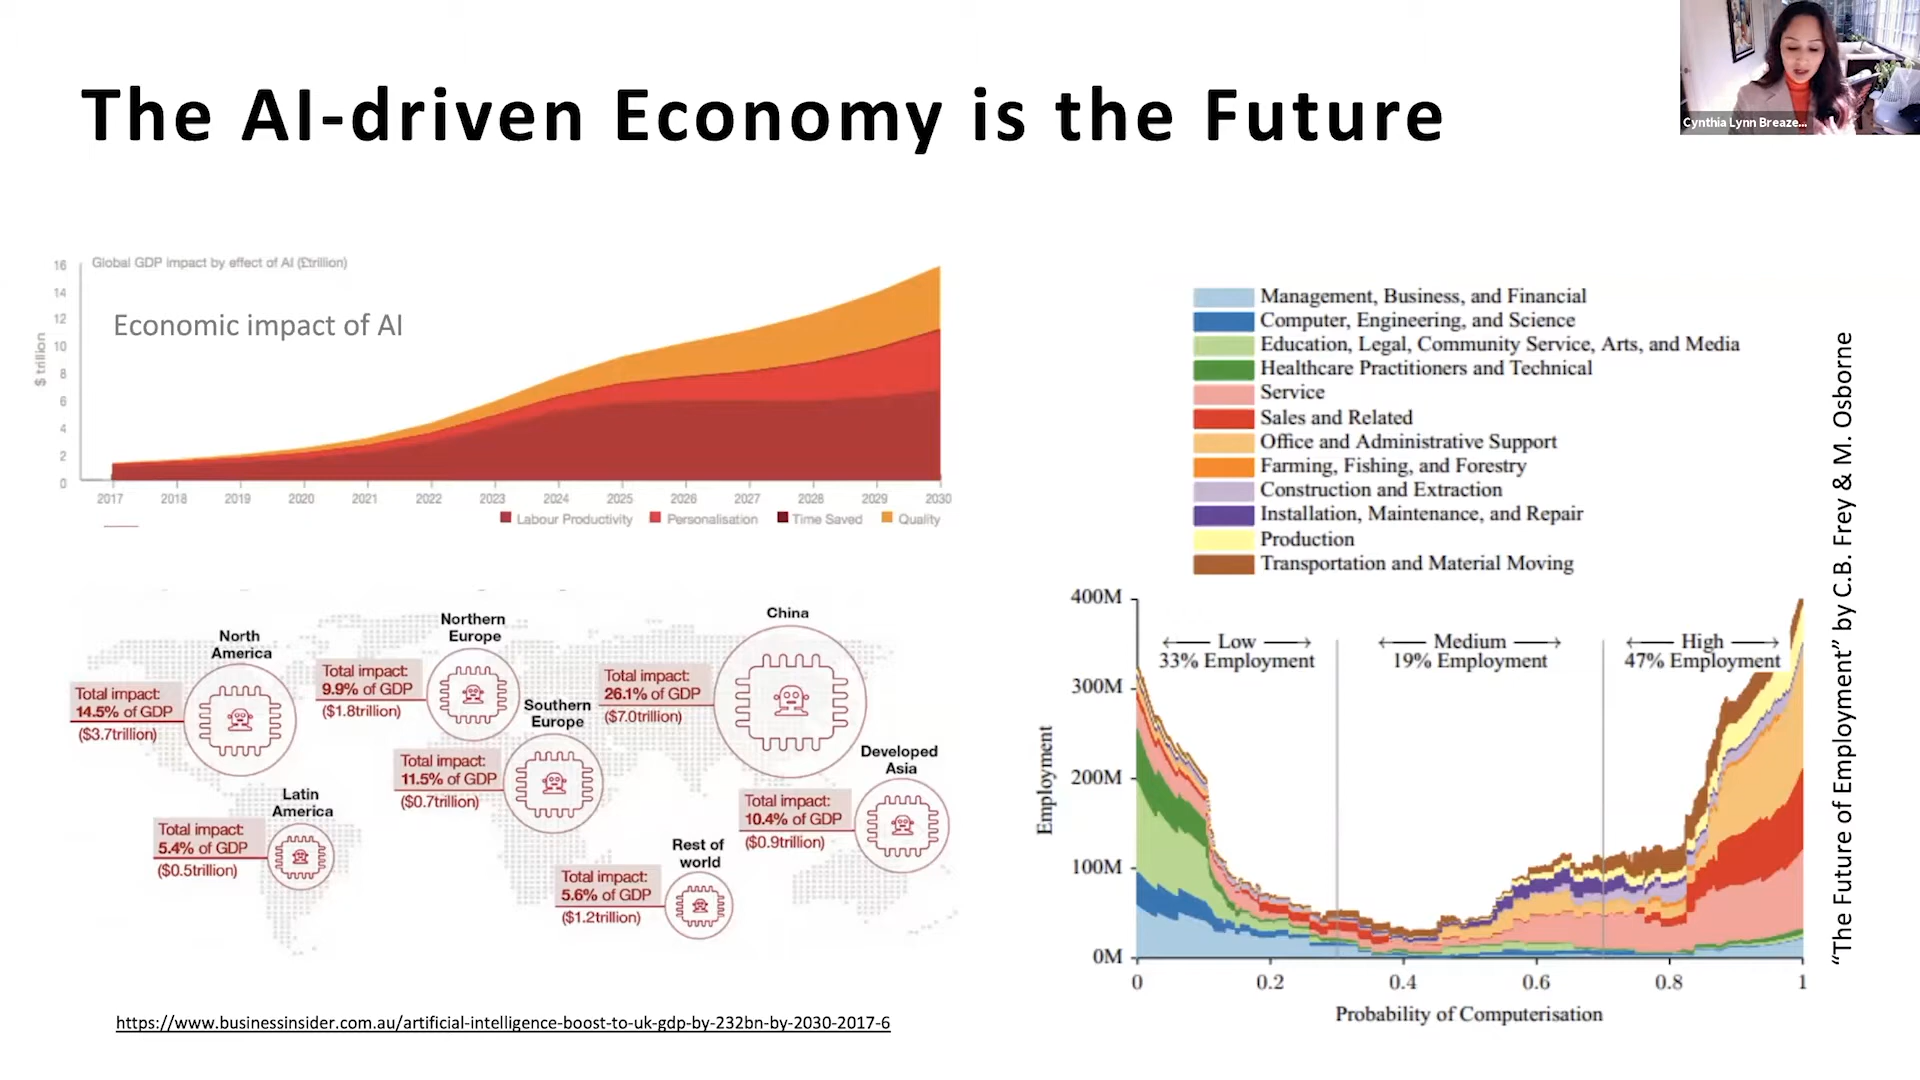 The AI-driven Economy is the Future
Cynthia Lynn Breaze...
Global GDP impact by effect of AI (£trillion)
Economic impact of AI
$ trillion
16
14
12
10
8
6
4
2
0
2017 2018 2019 2020 2021 2022 2023 2024 2025 2026 2027 2028 2029 2030
Labour Productivity Personalisation Time Saved Quality
North
America
Total impact:
14.5% of GDP
($3.7trillion)
Northern
Europe
Total impact:
9.9% of GDP
($1.8trillion)
Southern
Europe
Total impact:
11.5% of GDP
($0.7trillion)
China
Total impact:
26.1% of GDP
($7.0trillion)
Developed
Asia
Total impact:
10.4% of GDP
($0.9trillion)
Latin
America
Total impact:
5.4% of GDP
($0.5trillion)
Rest of
world
Total impact:
5.6% of GDP
($1.2trillion)
https://www.businessinsider.com.au/artificial-intelligence-boost-to-uk-gdp-by-232bn-by-2030-2017-6
Management, Business, and Financial
Computer, Engineering, and Science
Education, Legal, Community Service, Arts, and Media
Healthcare Practitioners and Technical
Service
Sales and Related
Office and Administrative Support
Farming, Fishing, and Forestry
Construction and Extraction
Installation, Maintenance, and Repair
Production
Transportation and Material Moving
400M
300M
200M
100M
0M
Employment
Low
33% Employment
Medium
19% Employment
High
47% Employment
0 0.2 0.4 0.6 0.8 1
Probability of Computerisation
“The Future of Employment” by C.B. Frey & M. Osborne